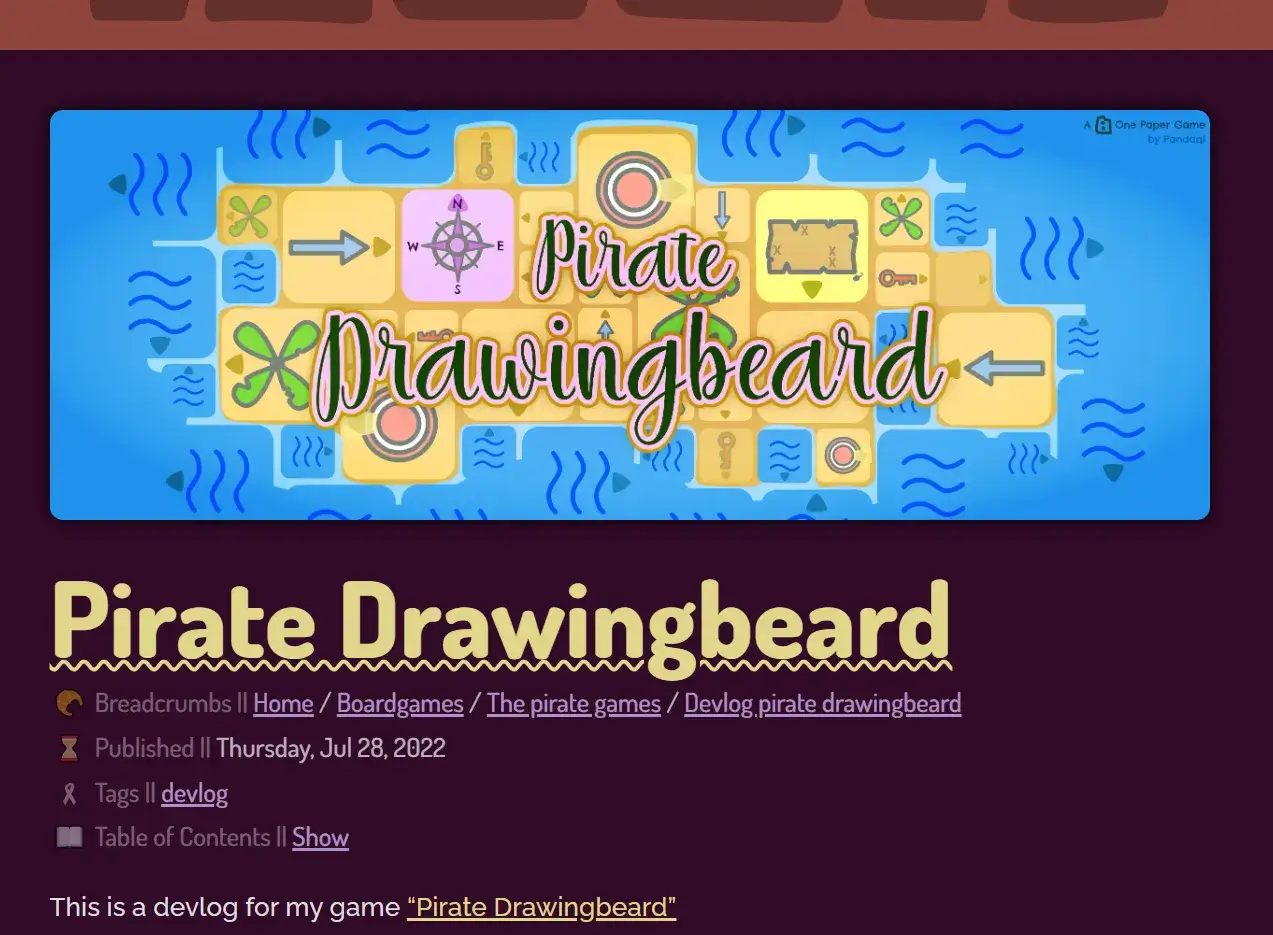 A One Paper Game
by Pandaqi
N
W E
S
Pirate
Drawingbeard
Pirate Drawingbeard
Breadcrumbs || Home / Boardgames / The pirate games / Devlog pirate drawingbeard
Published || Thursday, Jul 28, 2022
Tags || devlog
Table of Contents || Show
This is a devlog for my game “Pirate Drawingbeard”